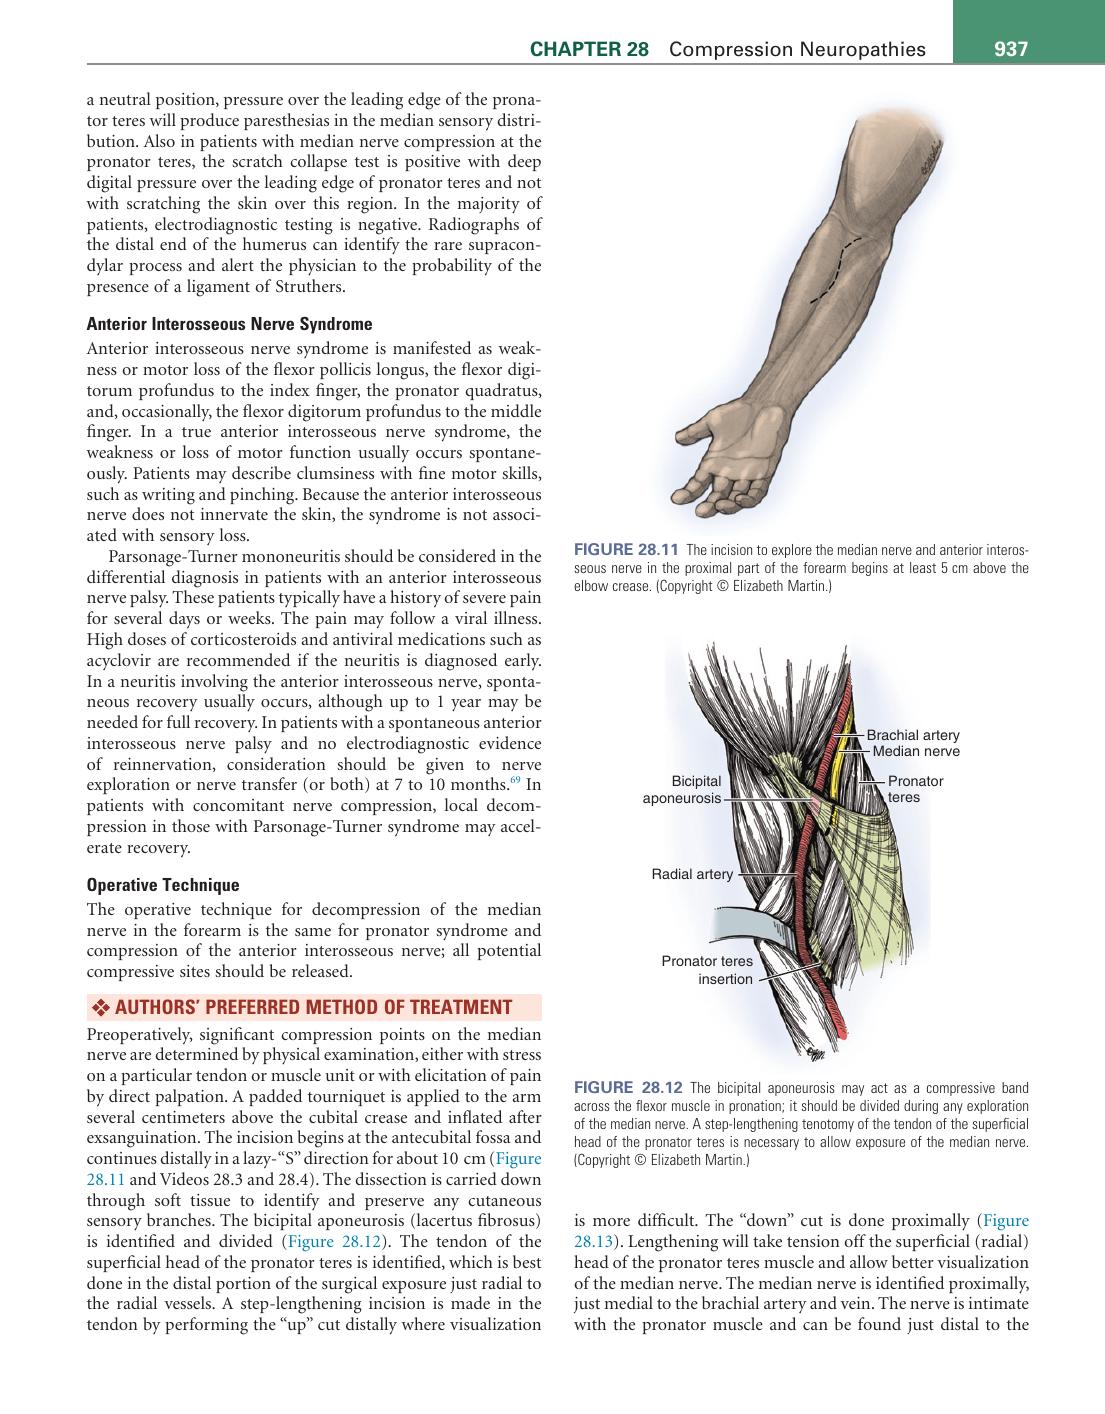 CHAPTER 28 Compression Neuropathies 937
a neutral position, pressure over the leading edge of the prona-
tor teres will produce paresthesias in the median sensory distri-
bution. Also in patients with median nerve compression at the
pronator teres, the scratch collapse test is positive with deep
digital pressure over the leading edge of pronator teres and not
with scratching the skin over this region. In the majority of
patients, electrodiagnostic testing is negative. Radiographs of
the distal end of the humerus can identify the rare supracon-
dylar process and alert the physician to the probability of the
presence of a ligament of Struthers.
Anterior Interosseous Nerve Syndrome
Anterior interosseous nerve syndrome is manifested as weak-
ness or motor loss of the flexor pollicis longus, the flexor digi-
torum profundus to the index finger, the pronator quadratus,
and, occasionally, the flexor digitorum profundus to the middle
finger. In a true anterior interosseous nerve syndrome, the
weakness or loss of motor function usually occurs spontane-
ously. Patients may describe clumsiness with fine motor skills,
such as writing and pinching. Because the anterior interosseous
nerve does not innervate the skin, the syndrome is not associ-
ated with sensory loss.
Parsonage-Turner mononeuritis should be considered in the
differential diagnosis in patients with an anterior interosseous
nerve palsy. These patients typically have a history of severe pain
for several days or weeks. The pain may follow a viral illness.
High doses of corticosteroids and antiviral medications such as
acyclovir are recommended if the neuritis is diagnosed early.
In a neuritis involving the anterior interosseous nerve, sponta-
neous recovery usually occurs, although up to 1 year may be
needed for full recovery. In patients with a spontaneous anterior
interosseous nerve palsy and no electrodiagnostic evidence
of reinnervation, consideration should be given to nerve
exploration or nerve transfer (or both) at 7 to 10 months.69 In
patients with concomitant nerve compression, local decom-
pression in those with Parsonage-Turner syndrome may accel-
erate recovery.
Operative Technique
The operative technique for decompression of the median
nerve in the forearm is the same for pronator syndrome and
compression of the anterior interosseous nerve; all potential
compressive sites should be released.
❖ AUTHORS' PREFERRED METHOD OF TREATMENT
Preoperatively, significant compression points on the median
nerve are determined by physical examination, either with stress
on a particular tendon or muscle unit or with elicitation of pain
by direct palpation. A padded tourniquet is applied to the arm
several centimeters above the cubital crease and inflated after
exsanguination. The incision begins at the antecubital fossa and
continues distally in a lazy-“S” direction for about 10 cm (Figure
28.11 and Videos 28.3 and 28.4). The dissection is carried down
through soft tissue to identify and preserve any cutaneous
sensory branches. The bicipital aponeurosis (lacertus fibrosus)
is identified and divided (Figure 28.12). The tendon of the
superficial head of the pronator teres is identified, which is best
done in the distal portion of the surgical exposure just radial to
the radial vessels. A step-lengthening incision is made in the
tendon by performing the “up” cut distally where visualization
FIGURE 28.11 The incision to explore the median nerve and anterior interos-
seous nerve in the proximal part of the forearm begins at least 5 cm above the
elbow crease. (Copyright © Elizabeth Martin.)
Brachial artery
Median nerve
Bicipital
aponeurosis
Pronator
teres
Radial artery
Pronator teres
insertion
FIGURE 28.12 The bicipital aponeurosis may act as a compressive band
across the flexor muscle in pronation; it should be divided during any exploration
of the median nerve. A step-lengthening tenotomy of the tendon of the superficial
head of the pronator teres is necessary to allow exposure of the median nerve.
(Copyright © Elizabeth Martin.)
is more difficult. The “down” cut is done proximally (Figure
28.13). Lengthening will take tension off the superficial (radial)
head of the pronator teres muscle and allow better visualization
of the median nerve. The median nerve is identified proximally,
just medial to the brachial artery and vein. The nerve is intimate
with the pronator muscle and can be found just distal to the